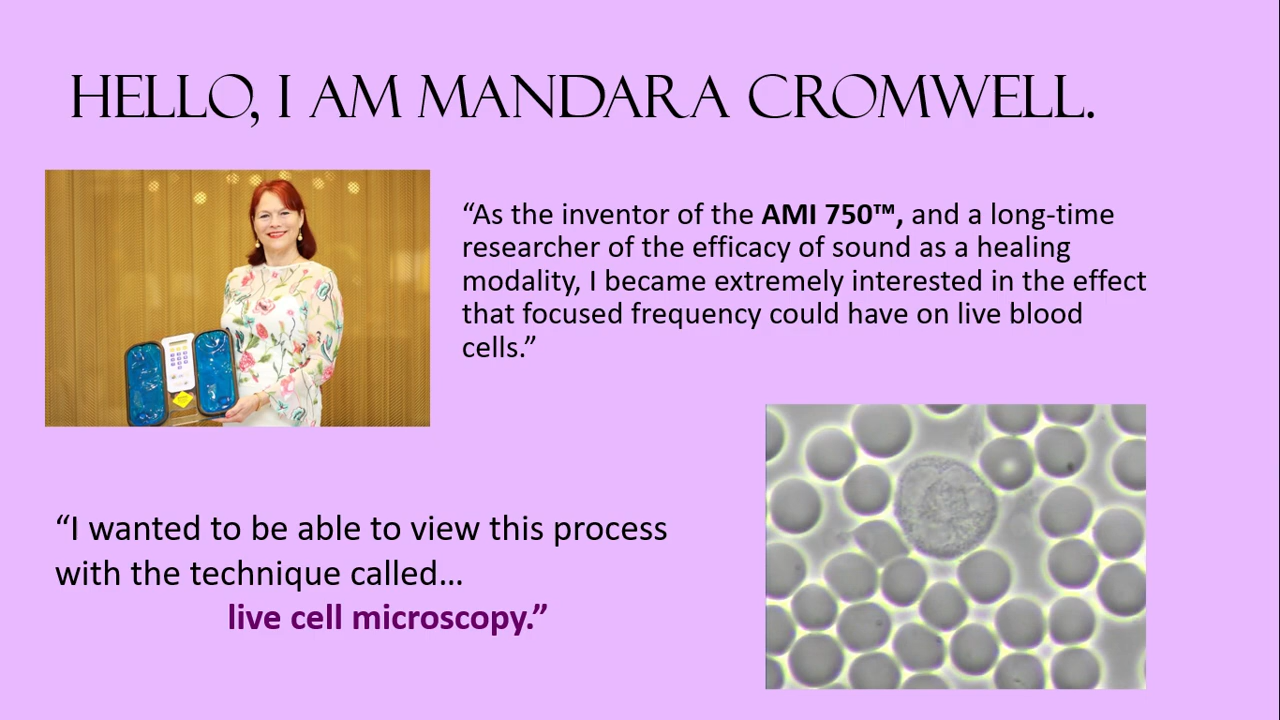 HELLO, I AM MANDARA CROMWELL.
“As the inventor of the AMI 750™, and a long-time
researcher of the efficacy of sound as a healing
modality, I became extremely interested in the effect
that focused frequency could have on live blood
cells.”
“I wanted to be able to view this process
with the technique called...
live cell microscopy.”